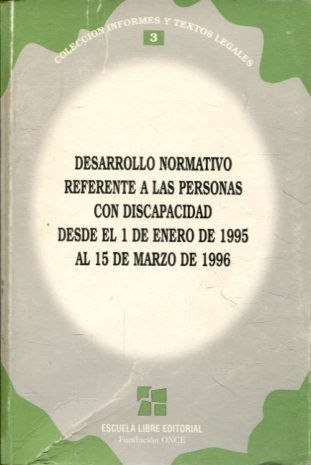 COLECCION INFORMES Y TEXTOS LEGALES
3
DESARROLLO NORMATIVO
REFERENTE A LAS PERSONAS
CON DISCAPACIDAD
DESDE EL 1 DE ENERO DE 1995
AL 15 DE MARZO DE 1996
ESCUELA LIBRE EDITORIAL
Fundación ONCE